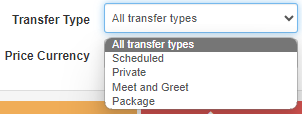 Transfer Type All transfer types
All transfer types
Price Currency Scheduled
Private
Meet and Greet
Package